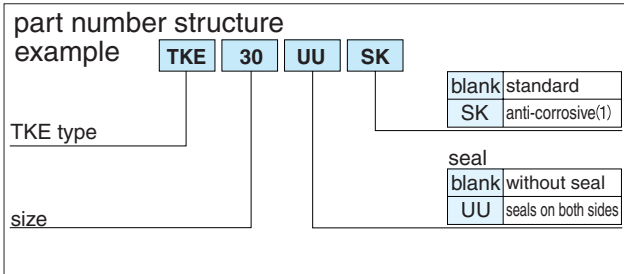 part number structure
example TKE 30 UU SK
blank standard
SK anti-corrosive(1)
TKE type
seal
blank without seal
UU seals on both sides
size